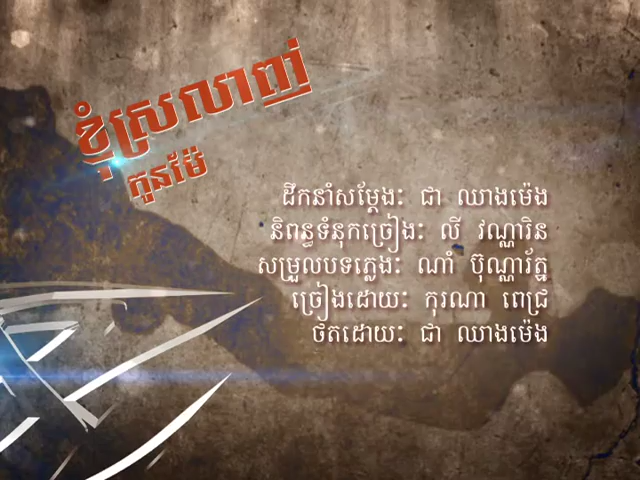 ខ្ញុំស្រលាញ់
កូនម៉ែ
ដឹកនាំសម្ដែងៈ ជា ឈាងម៉េង
និពន្ធទំនុកច្រៀងៈ លី វណ្ណារិន
សម្រួលបទភ្លេងៈ ណាំ ប៊ុណ្ណារ័ត្ន
ច្រៀងដោយៈ កុរណា ពេជ្រ
ថតដោយៈ ជា ឈាងម៉េង